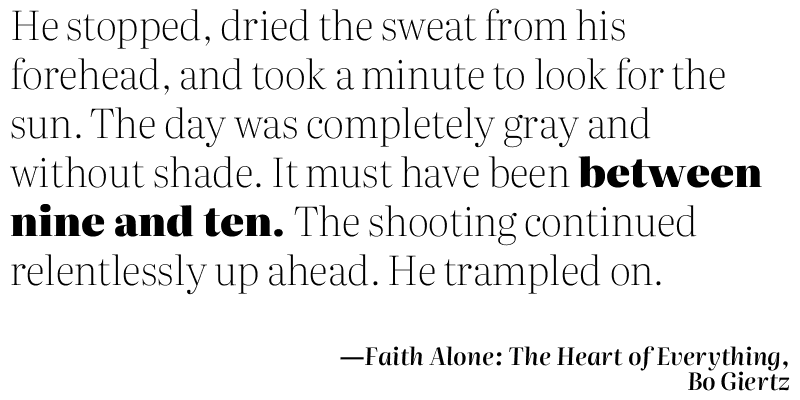 He stopped, dried the sweat from his
forehead, and took a minute to look for the
sun. The day was completely gray and
without shade. It must have been between
nine and ten. The shooting continued
relentlessly up ahead. He trampled on.
—Faith Alone: The Heart of Everything,
Bo Giertz